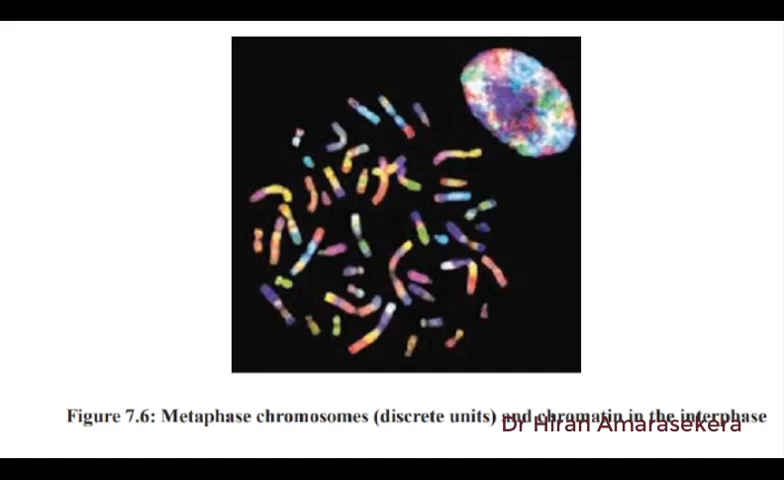 Figure 7.6: Metaphase chromosomes (discrete units) and chromatin in the interphase
Dr Hiran Amarasekera